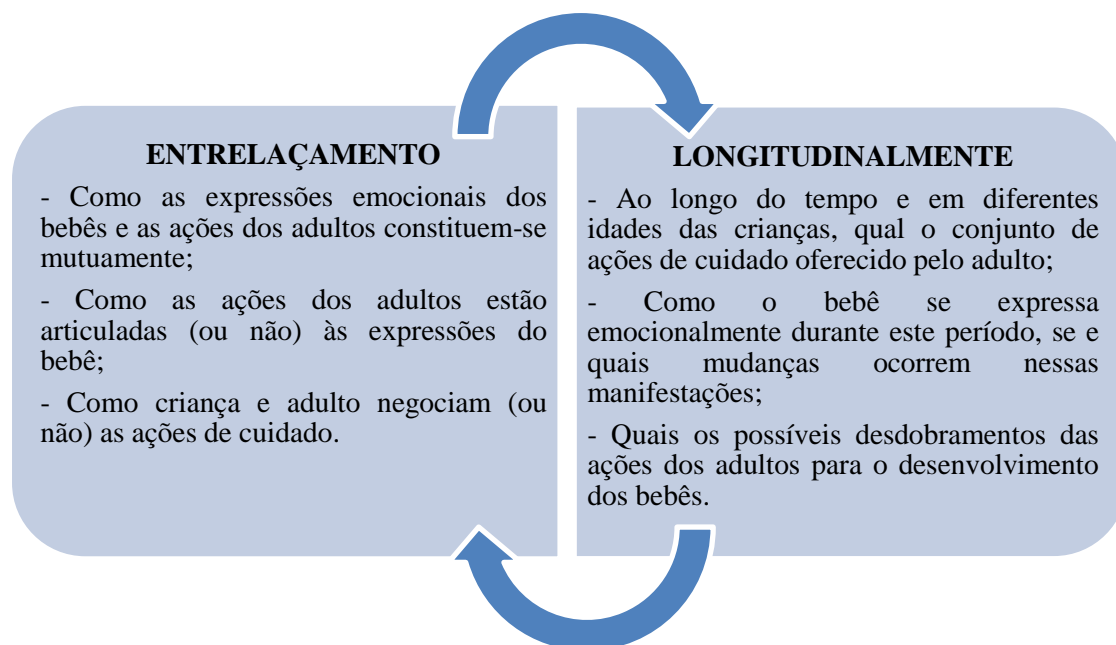 ENTRELAÇAMENTO
- Como as expressões emocionais dos
bebês e as ações dos adultos constituem-se
mutuamente;
- Como as ações dos adultos estão
articuladas (ou não) às expressões do
bebê;
- Como criança e adulto negociam (ou
não) as ações de cuidado.
LONGITUDINALMENTE
- Ao longo do tempo e em diferentes
idades das crianças, qual o conjunto de
ações de cuidado oferecido pelo adulto;
- Como o bebê se expressa
emocionalmente durante este período, se e
quais mudanças ocorrem nessas
manifestações;
- Quais os possíveis desdobramentos das
ações dos adultos para o desenvolvimento
dos bebês.